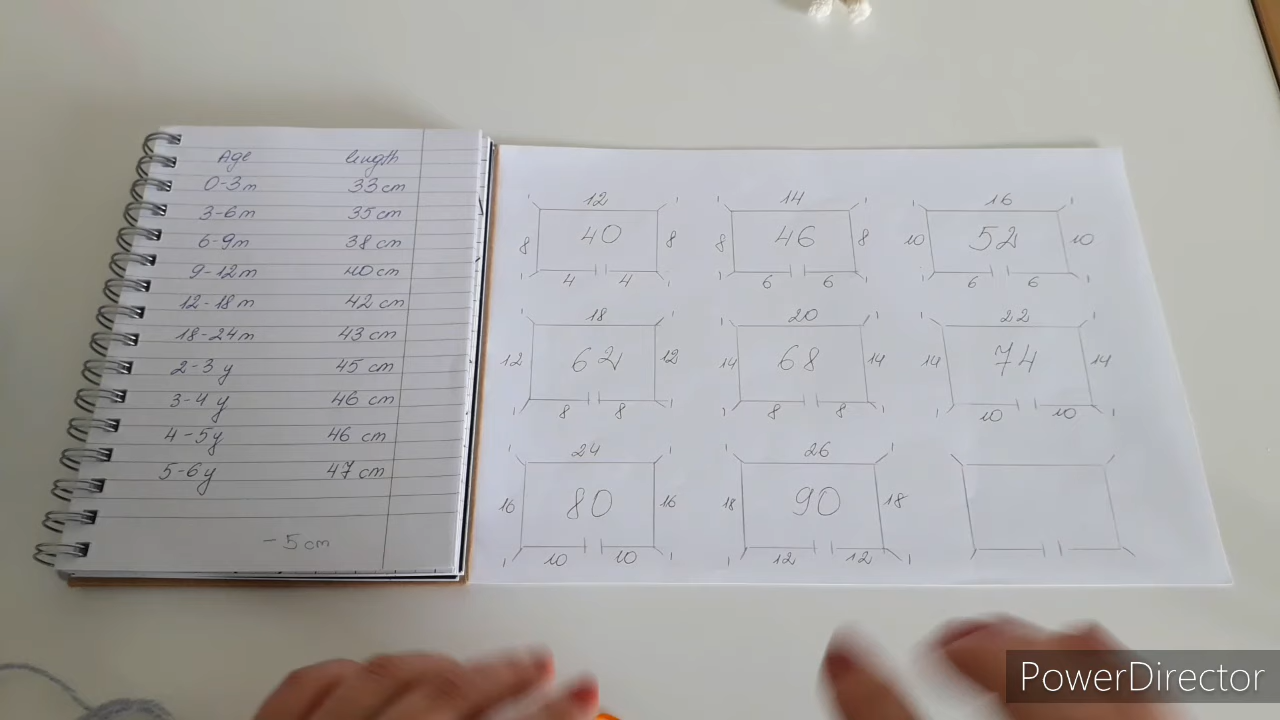 Age length
0-3m 33cm
3-6m 35cm
6-9m 38cm
9-12m 40cm
12-18m 42cm
18-24m 43cm
2-3y 45cm
3-4y 46cm
4-5y 46 cm
5-6y 47cm
- 5cm
12
8 40 8
4 4
14
8 46 8
6 6
16
10 52 10
6 6
18
12 62 12
8 8
20
14 68 14
8 8
22
14 74 14
10 10
24
16 80 16
10 10
26
18 90 18
12 12
PowerDirector